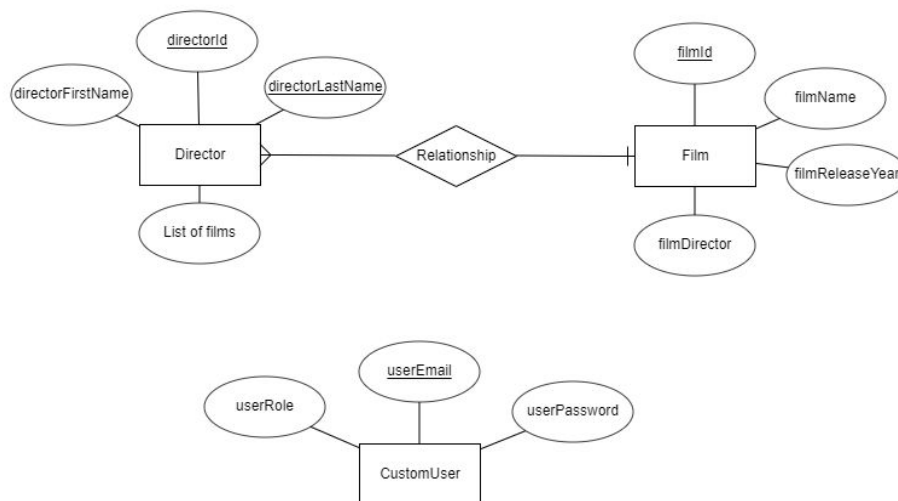 directorId
filmId
directorFirstName
directorLastName
filmName
Director
Relationship
Film
filmReleaseYear
List of films
filmDirector
userEmail
userRole
userPassword
CustomUser